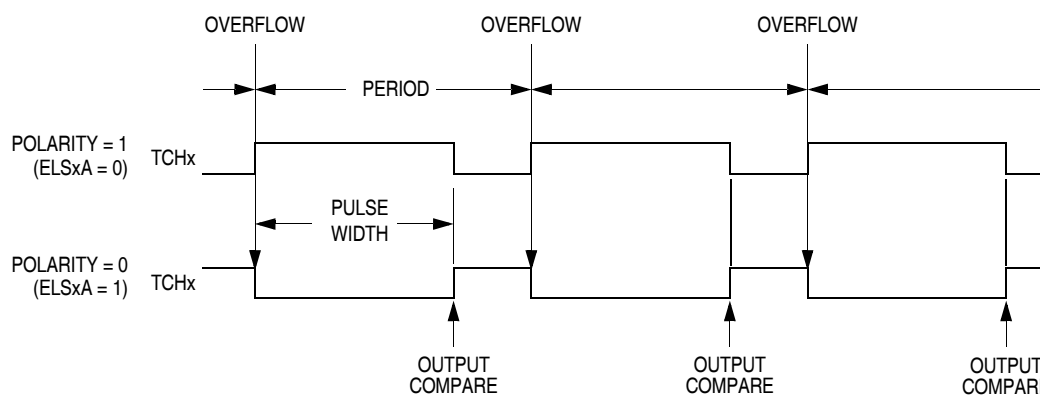 OVERFLOW OVERFLOW OVERFLOW
PERIOD
POLARITY = 1
(ELSxA = 0)
TCHx
PULSE
WIDTH
POLARITY = 0
(ELSxA = 1)
TCHx
OUTPUT
COMPARE
OUTPUT
COMPARE
OUTPUT
COMPARE